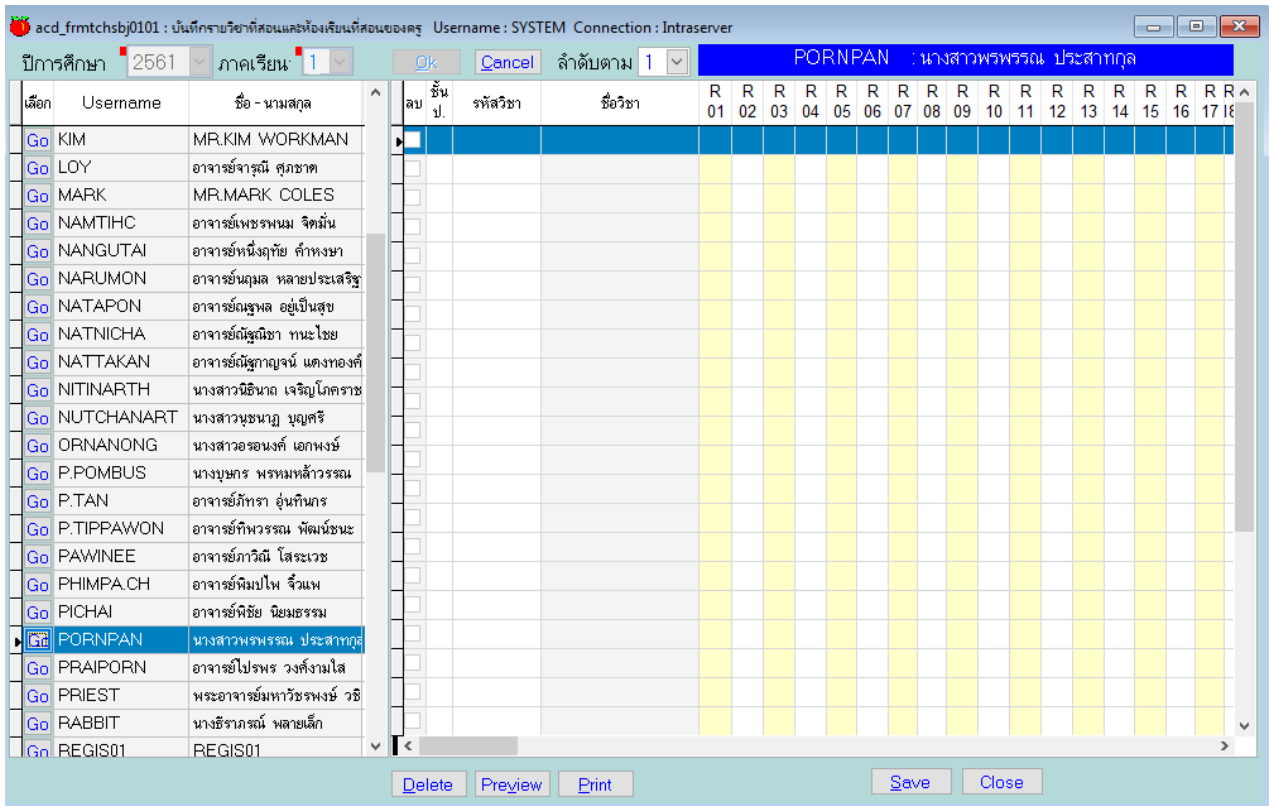 acd_frmtchsbj0101 : บันทึกรายวิชาที่สอนและห้องเรียนที่สอนของครู Username : SYSTEM Connection : Intraserver
ปีการศึกษา 2561 ภาคเรียน 1 Ok Cancel ลำดับตาม 1 PORNPAN : นางสาวพรพรรณ ประสาทกุล
เลือก Username ชื่อ - นามสกุล
Go KIM MR.KIM WORKMAN
Go LOY อาจารย์จารุณี ศุภชาต
Go MARK MR.MARK COLES
Go NAMTIHC อาจารย์เพชรพนม จิตมั่น
Go NANGUTAI อาจารย์หนึ่งฤทัย คำหงษา
Go NARUMON อาจารย์นฤมล หลายประเสริฐ
Go NATAPON อาจารย์ณฐพล อยู่เป็นสุข
Go NATNICHA อาจารย์ณัฐณิชา ทนะไชย
Go NATTAKAN อาจารย์ณัฐกาญจน์ แตงทองคำ
Go NITINARTH นางสาวนิธินาถ เจริญโภคราช
Go NUTCHANART นางสาวนุชนาฏ บุญศรี
Go ORNANONG นางสาวอรอนงค์ เอกพงษ์
Go P.POMBUS นางบุษกร พรหมหล้าวรรณ
Go P.TAN อาจารย์ภัทรา อุ่นทินกร
Go P.TIPPAWON อาจารย์ทิพวรรณ พัฒน์ชนะ
Go PAWINEE อาจารย์ภาวิณี โสระเวช
Go PHIMPA.CH อาจารย์พิมปไพ จิ๋วแพ
Go PICHAI อาจารย์พิชัย นิยมธรรม
Go PORNPAN นางสาวพรพรรณ ประสาทกุล
Go PRAIPORN อาจารย์ไปรพร วงค์งามใส
Go PRIEST พระอาจารย์มหาวัชรพงษ์ วชิ
Go RABBIT นางธีราภรณ์ พลายเล็ก
Go REGIS01 REGIS01
ลบ ชั้น ป. รหัสวิชา ชื่อวิชา R 01 R 02 R 03 R 04 R 05 R 06 R 07 R 08 R 09 R 10 R 11 R 12 R 13 R 14 R 15 R 16 R 17 R 18
Delete Preview Print Save Close